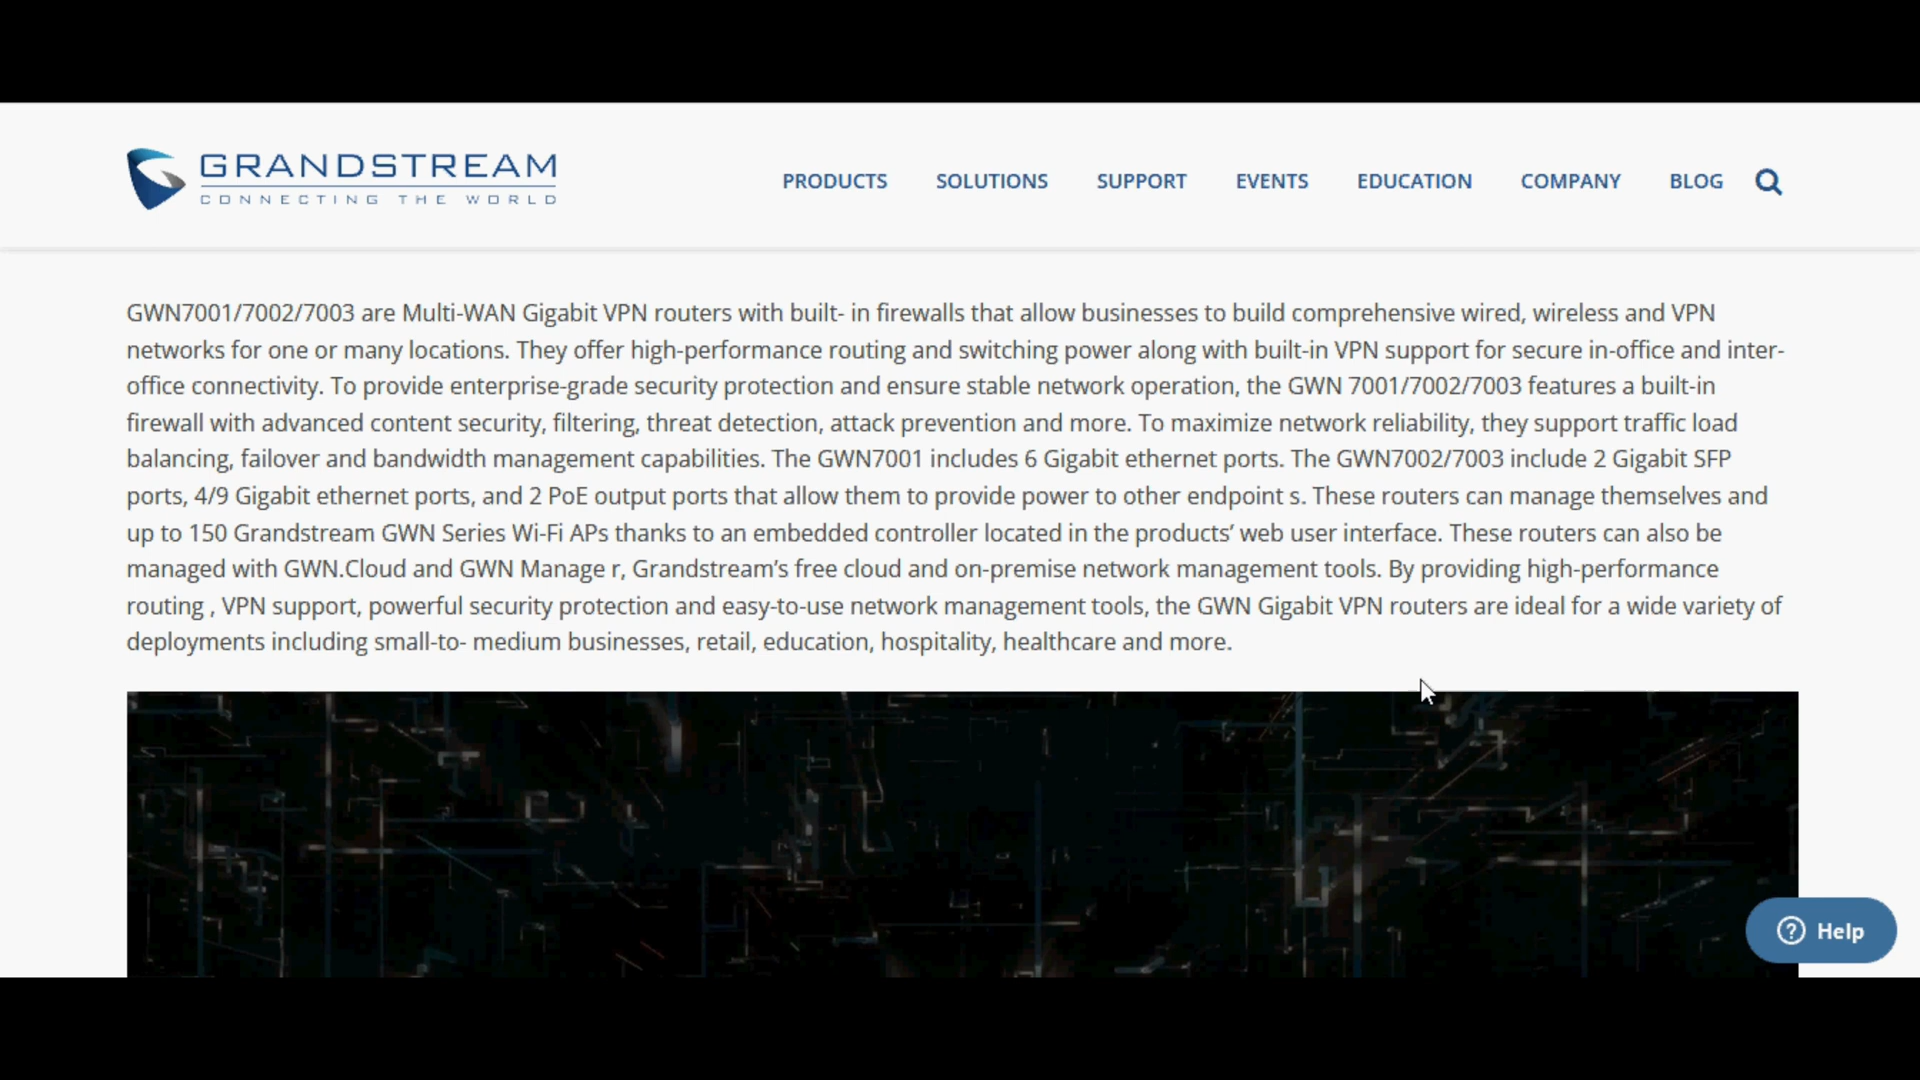 GRANDSTREAM
CONNECTING THE WORLD
PRODUCTS SOLUTIONS SUPPORT EVENTS EDUCATION COMPANY BLOG
GWN7001/7002/7003 are Multi-WAN Gigabit VPN routers with built- in firewalls that allow businesses to build comprehensive wired, wireless and VPN
networks for one or many locations. They offer high-performance routing and switching power along with built-in VPN support for secure in-office and inter-
office connectivity. To provide enterprise-grade security protection and ensure stable network operation, the GWN 7001/7002/7003 features a built-in
firewall with advanced content security, filtering, threat detection, attack prevention and more. To maximize network reliability, they support traffic load
balancing, failover and bandwidth management capabilities. The GWN7001 includes 6 Gigabit ethernet ports. The GWN7002/7003 include 2 Gigabit SFP
ports, 4/9 Gigabit ethernet ports, and 2 PoE output ports that allow them to provide power to other endpoint s. These routers can manage themselves and
up to 150 Grandstream GWN Series Wi-Fi APs thanks to an embedded controller located in the products’ web user interface. These routers can also be
managed with GWN.Cloud and GWN Manage r, Grandstream’s free cloud and on-premise network management tools. By providing high-performance
routing , VPN support, powerful security protection and easy-to-use network management tools, the GWN Gigabit VPN routers are ideal for a wide variety of
deployments including small-to- medium businesses, retail, education, hospitality, healthcare and more.
Help